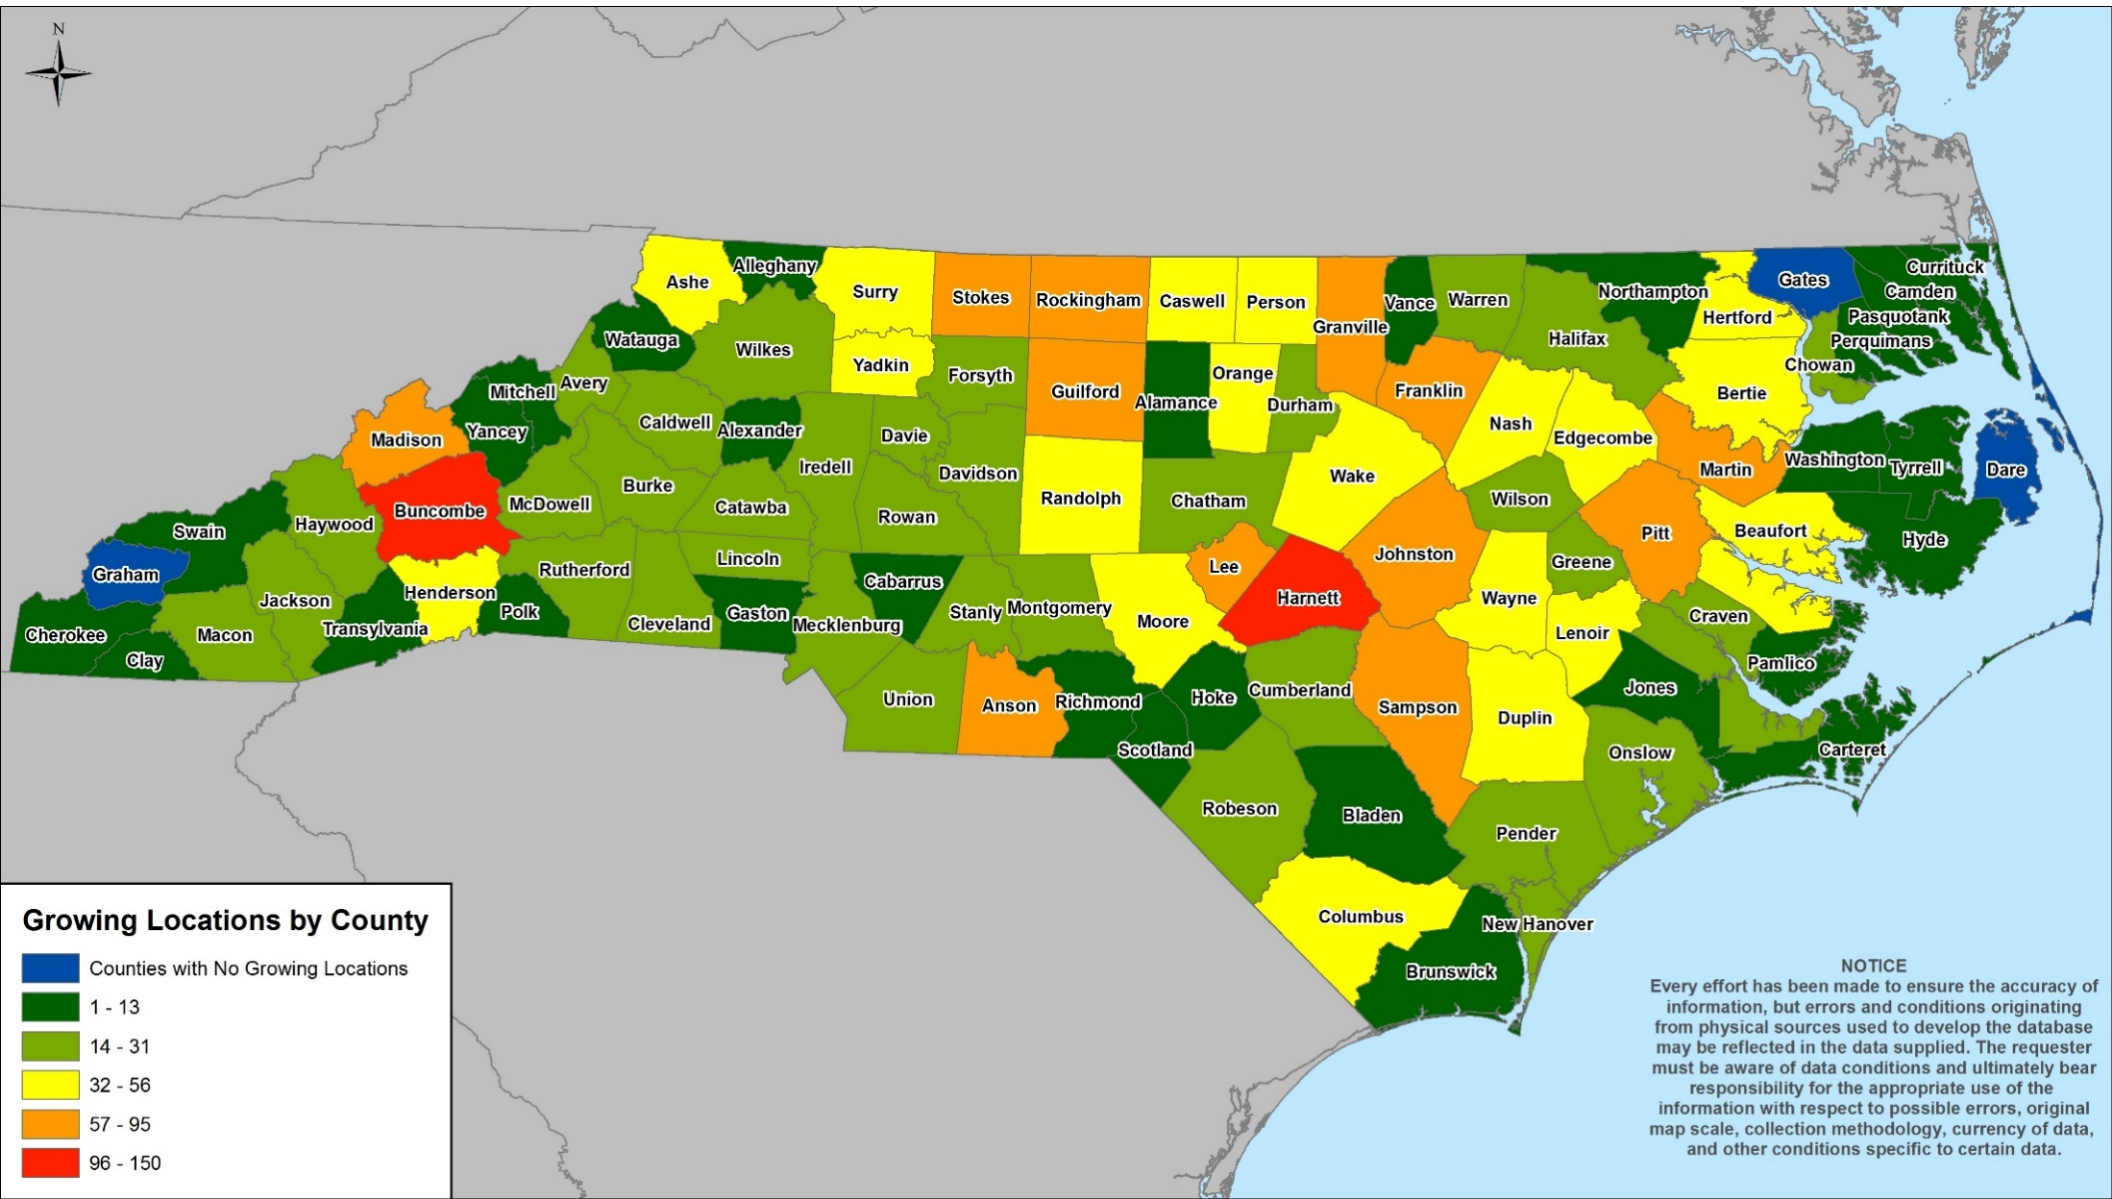 N
Ashe
Alleghany
Surry
Stokes
Rockingham
Caswell
Person
Granville
Vance
Warren
Northampton
Hertford
Gates
Currituck
Camden
Pasquotank
Perquimans
Chowan
Halifax
Watauga
Wilkes
Yadkin
Forsyth
Guilford
Alamance
Orange
Durham
Franklin
Nash
Edgecombe
Bertie
Martin
Washington
Tyrrell
Dare
Mitchell
Avery
Caldwell
Alexander
Iredell
Davie
Davidson
Randolph
Chatham
Wake
Wilson
Pitt
Beaufort
Hyde
Madison
Yancey
Buncombe
McDowell
Burke
Catawba
Rowan
Swain
Haywood
Graham
Jackson
Henderson
Rutherford
Lincoln
Cabarrus
Stanly
Montgomery
Moore
Lee
Harnett
Johnston
Wayne
Greene
Lenoir
Craven
Pamlico
Cherokee
Clay
Macon
Transylvania
Polk
Cleveland
Gaston
Mecklenburg
Union
Anson
Richmond
Scotland
Hoke
Cumberland
Sampson
Duplin
Jones
Onslow
Carteret
Robeson
Bladen
Pender
Columbus
Brunswick
New Hanover
Growing Locations by County
Counties with No Growing Locations
1 - 13
14 - 31
32 - 56
57 - 95
96 - 150
NOTICE
Every effort has been made to ensure the accuracy of
information, but errors and conditions originating
from physical sources used to develop the database
may be reflected in the data supplied. The requester
must be aware of data conditions and ultimately bear
responsibility for the appropriate use of the
information with respect to possible errors, original
map scale, collection methodology, currency of data,
and other conditions specific to certain data.